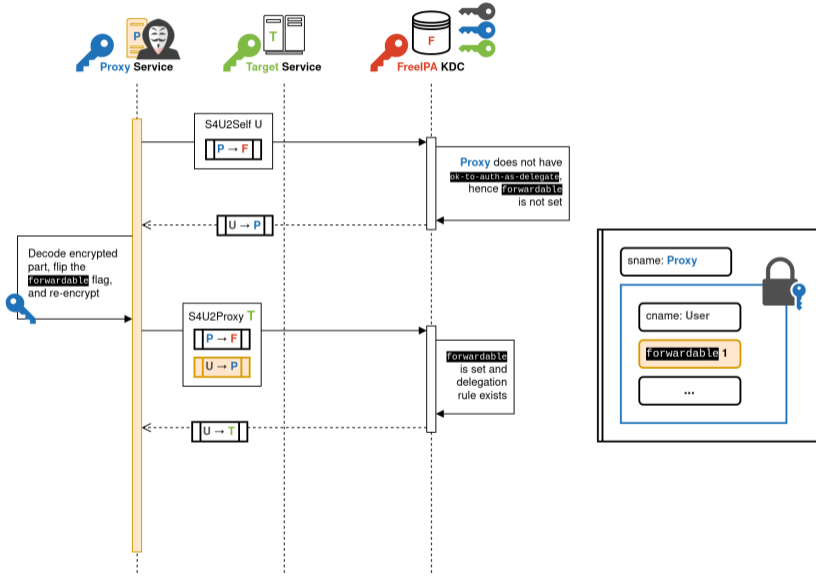 P
T
F
Proxy Service
Target Service
FreeIPA KDC
S4U2Self U
P → F
Proxy does not have
ok-to-auth-as-delegate,
hence forwardable
is not set
U → P
Decode encrypted
part, flip the
forwardable flag,
and re-encrypt
S4U2Proxy T
P → F
U → P
forwardable
is set and
delegation
rule exists
U → T
sname: Proxy
cname: User
forwardable 1
...